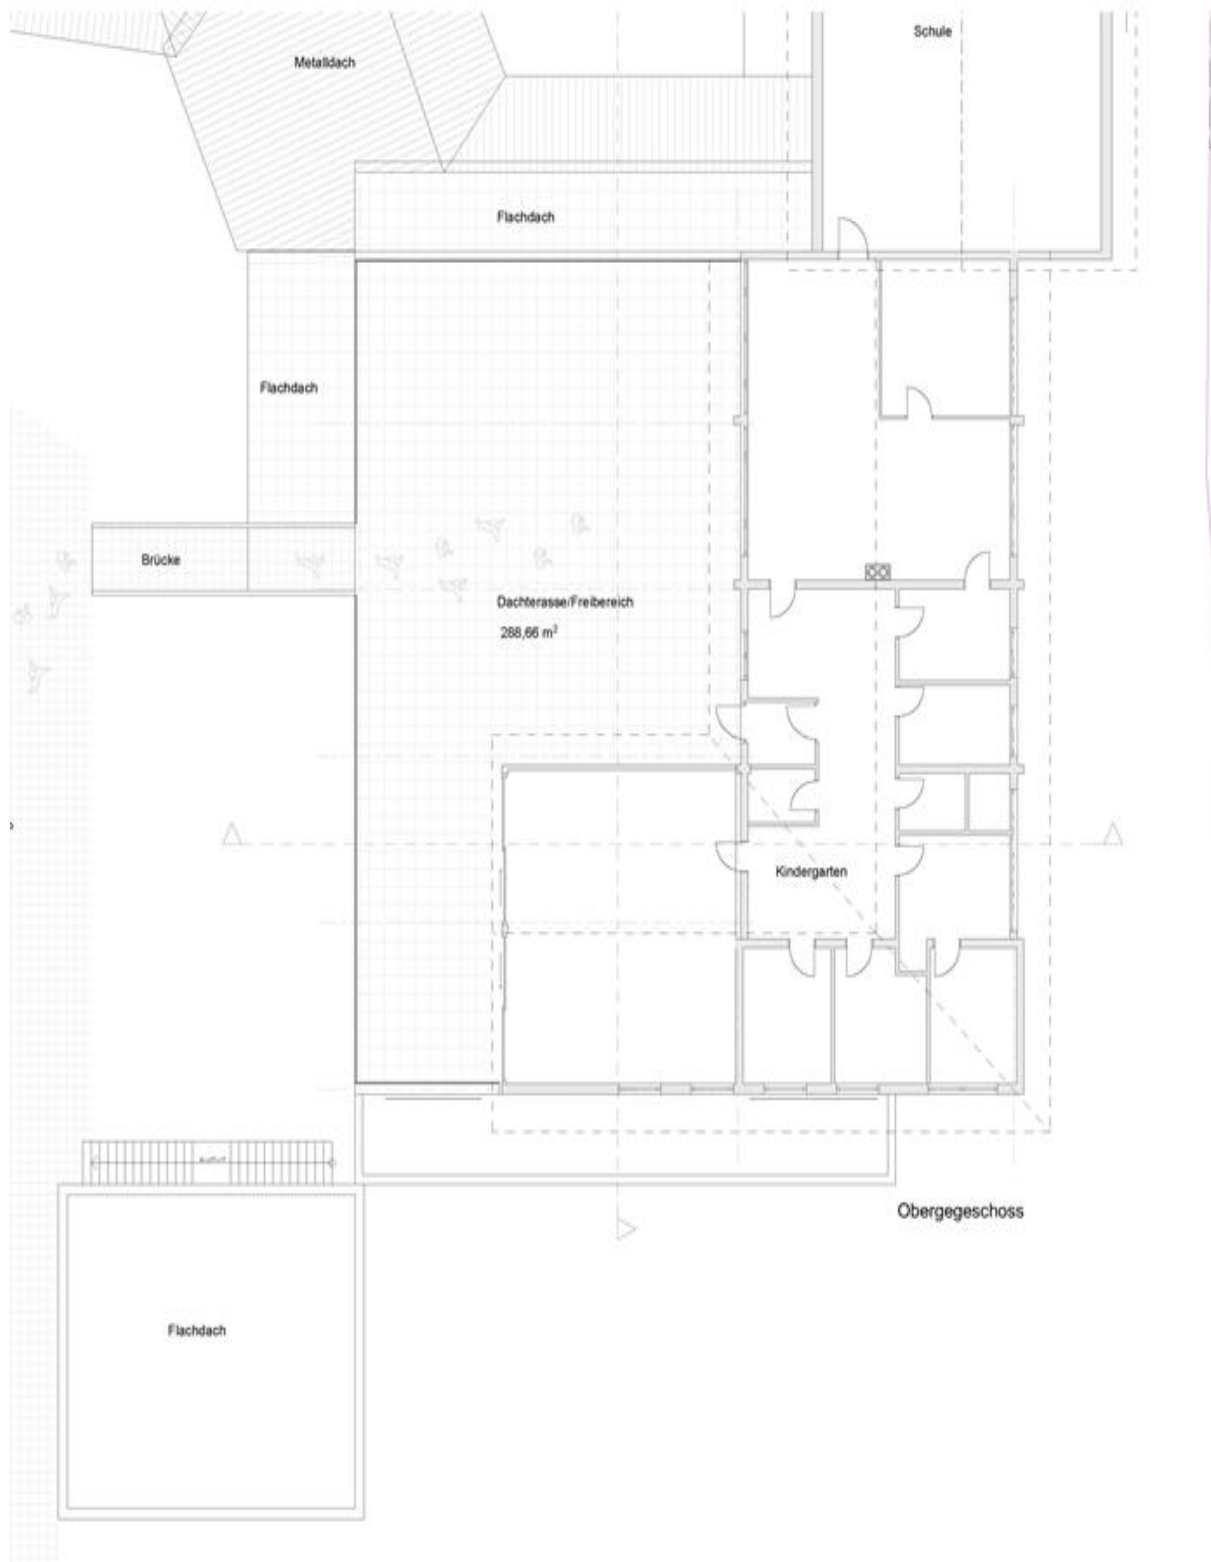 Schule
Metalldach
Flachdach
Flachdach
Brücke
Dachterasse/Freibereich
288,66 m²
Kindergarten
Obergegeschoss
Flachdach